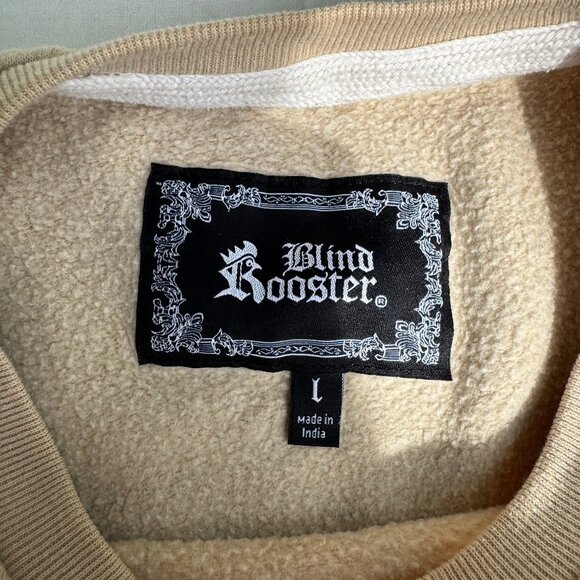 Blind
Rooster®
L
Made in
India